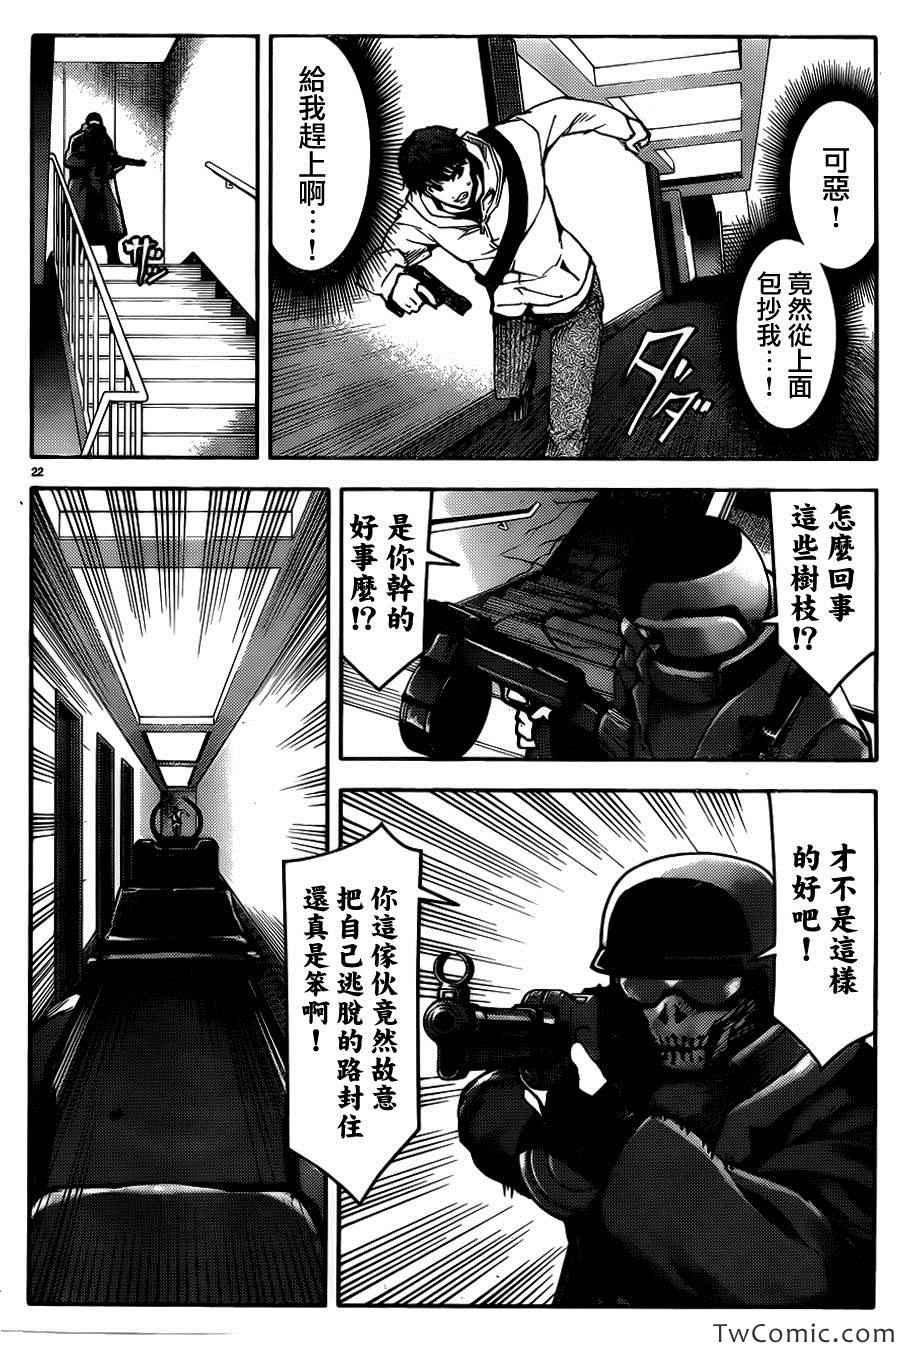 可惡！
竟然從上面
包抄我…！
給我趕上啊…！
ダダダ
ザッ
22
怎麼回事
這些樹枝!?
是你幹的
好事麼!?
才不是這樣
的好吧！
你這傢伙竟然故意
把自己逃脫的路封住
還真是笨啊！
TwComic.com